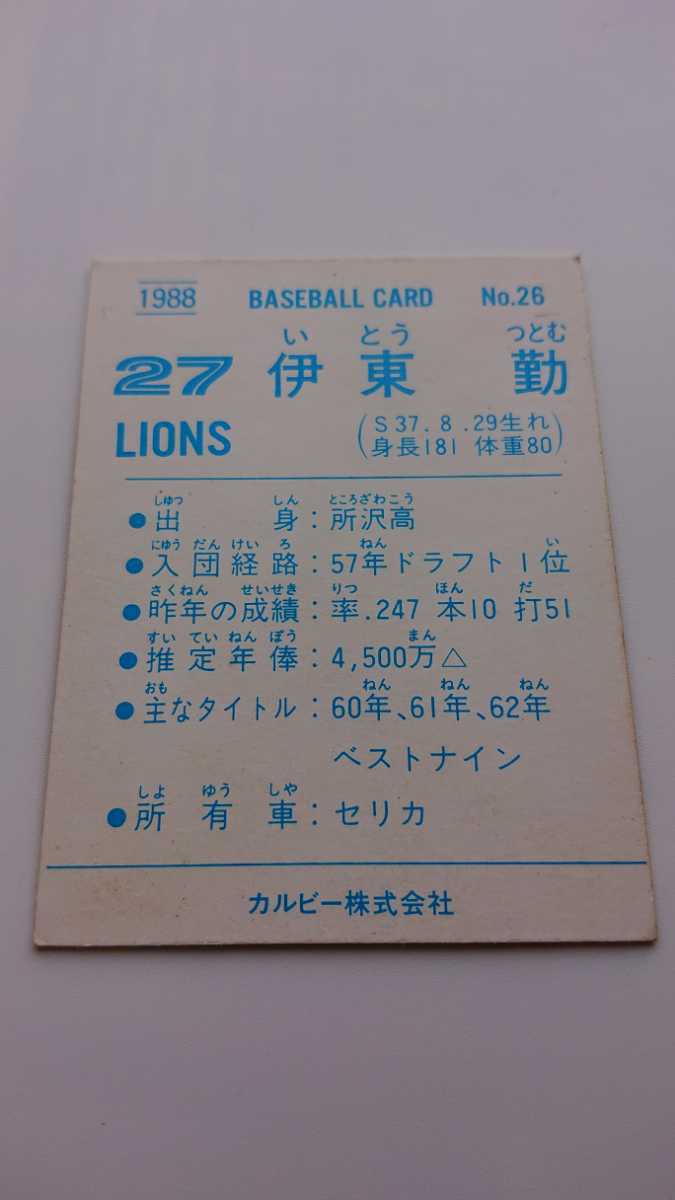 1988 BASEBALL CARD No.26
い とう つとむ
27 伊東 勤
LIONS (S37.8.29生れ
身長181 体重80)
しゅつ しん ところざわこう
●出身：所沢高
にゅう だん けい ろ ねん い
●入団経路：57年ドラフト1位
さくねん せいせき りつ ほん だ
●昨年の成績：率.247 本10 打51
すい てい ねん ぽう まん
●推定年俸：4,500万△
おも ねん ねん ねん
●主なタイトル：60年、61年、62年
ベストナイン
しよ ゆう しや
●所有車：セリカ
カルビー株式会社